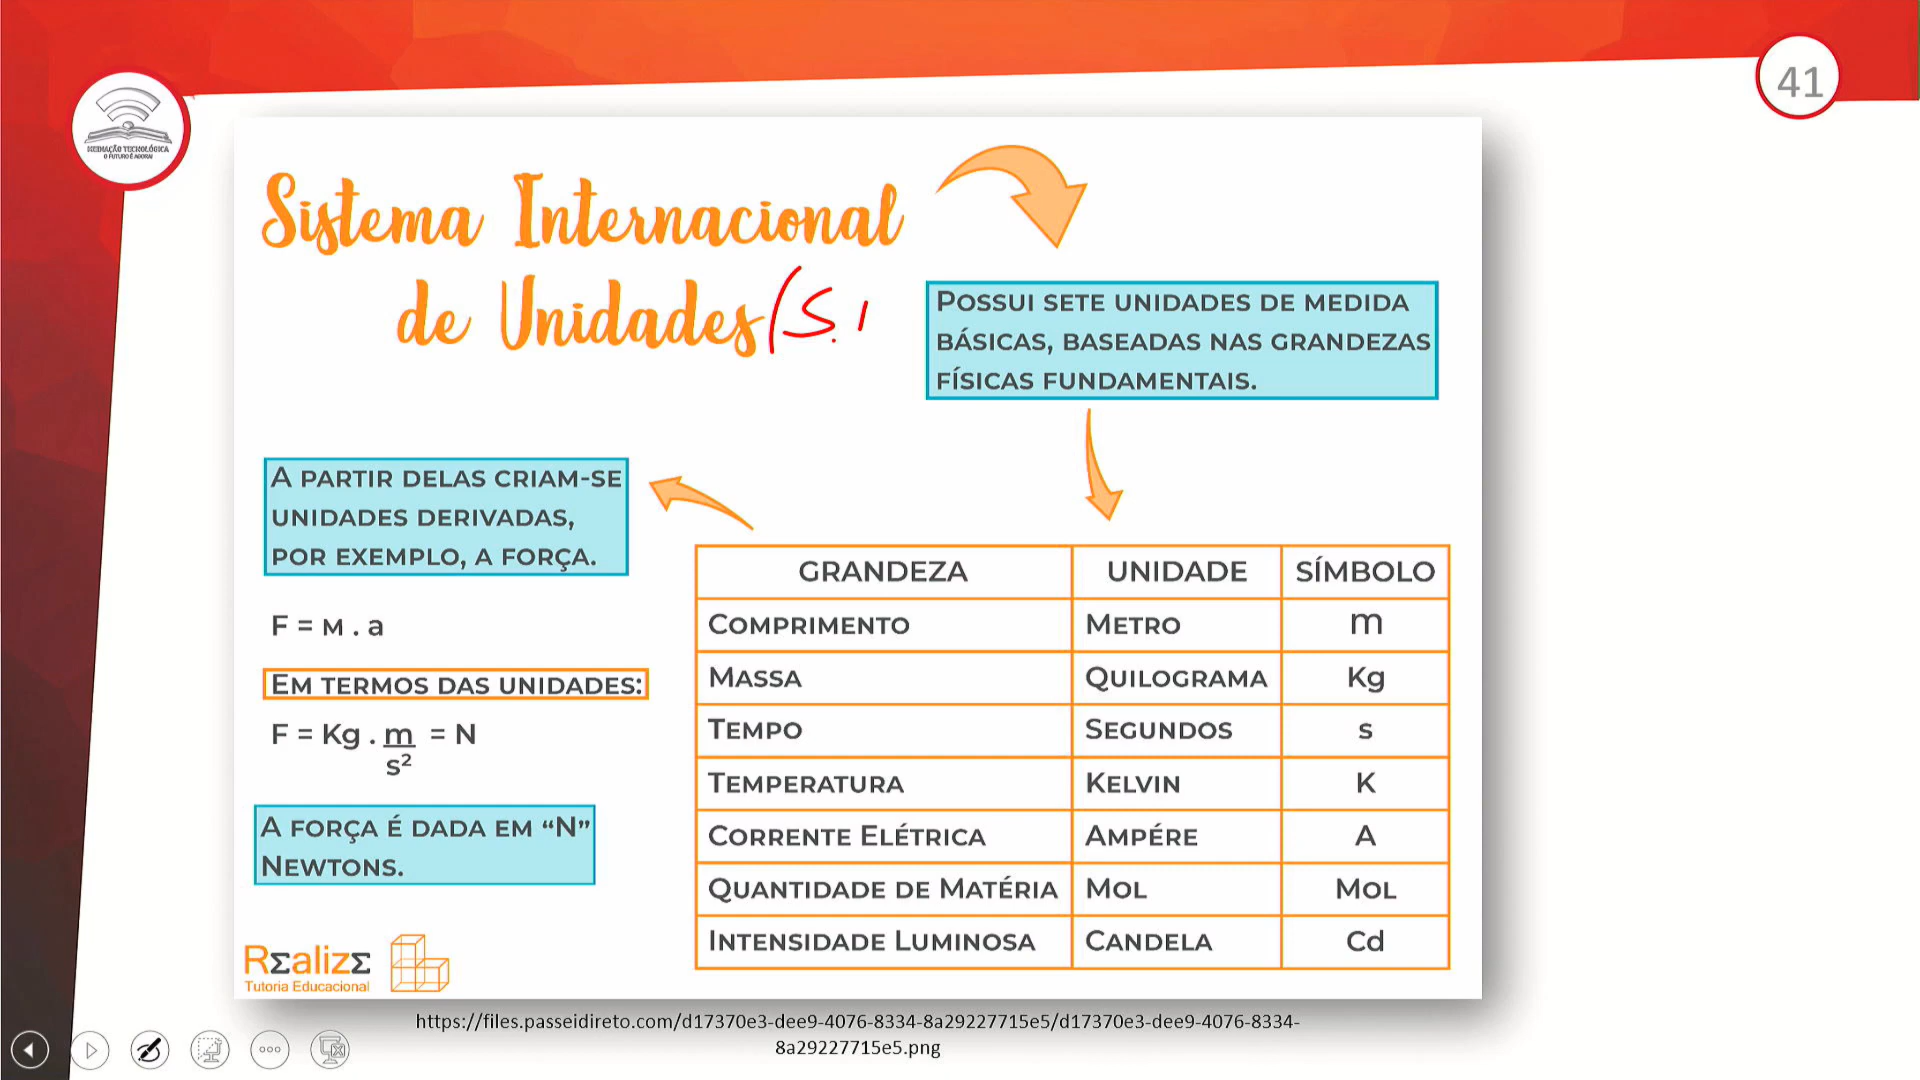 41
MEDIAÇÃO TECNOLÓGICA
O FUTURO É AGORA!
Sistema Internacional
de Unidades (S.I
POSSUI SETE UNIDADES DE MEDIDA
BÁSICAS, BASEADAS NAS GRANDEZAS
FÍSICAS FUNDAMENTAIS.
A PARTIR DELAS CRIAM-SE
UNIDADES DERIVADAS,
POR EXEMPLO, A FORÇA.
F = M . a
EM TERMOS DAS UNIDADES:
F = Kg . m/s² = N
A FORÇA É DADA EM “N”
NEWTONS.
GRANDEZA UNIDADE SÍMBOLO
COMPRIMENTO METRO m
MASSA QUILOGRAMA Kg
TEMPO SEGUNDOS s
TEMPERATURA KELVIN K
CORRENTE ELÉTRICA AMPÉRE A
QUANTIDADE DE MATÉRIA MOL MOL
INTENSIDADE LUMINOSA CANDELA Cd
RΣalizΣ
Tutoria Educacional
https://files.passeidireto.com/d17370e3-dee9-4076-8334-8a29227715e5/d17370e3-dee9-4076-8334-
8a29227715e5.png